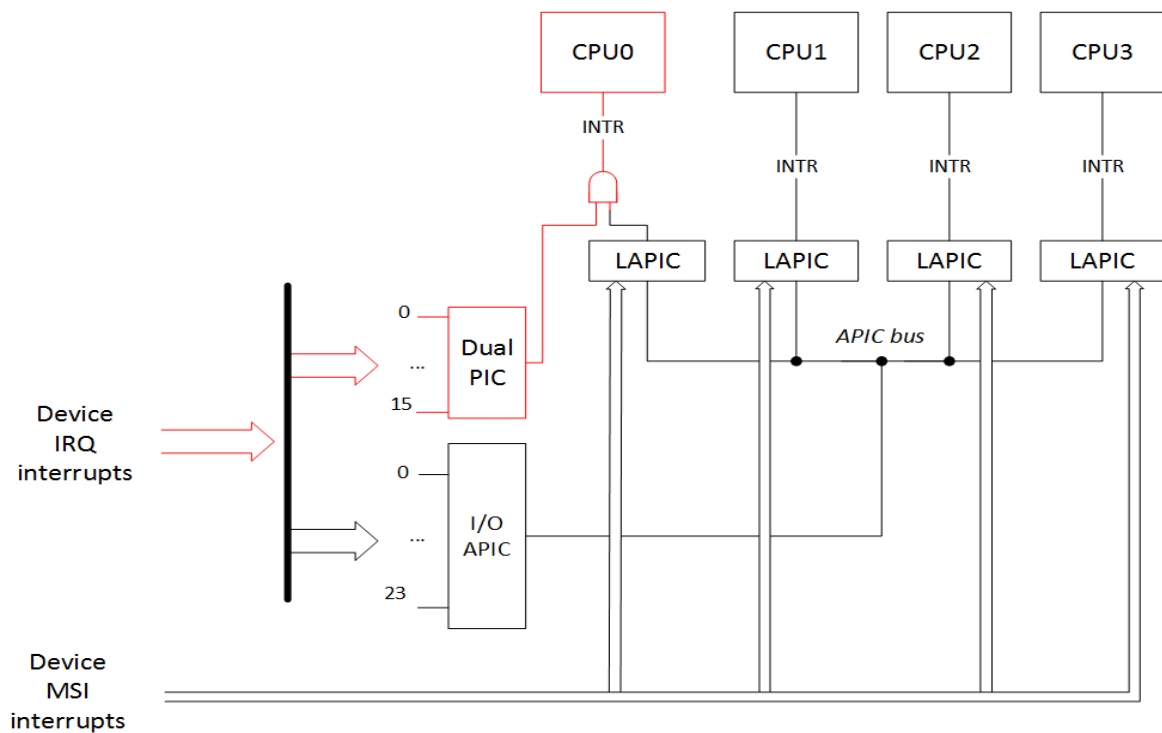 CPU0
CPU1
CPU2
CPU3
INTR
INTR
INTR
INTR
LAPIC
LAPIC
LAPIC
LAPIC
0
...
15
Dual
PIC
APIC bus
Device
IRQ
interrupts
0
...
23
I/O
APIC
Device
MSI
interrupts